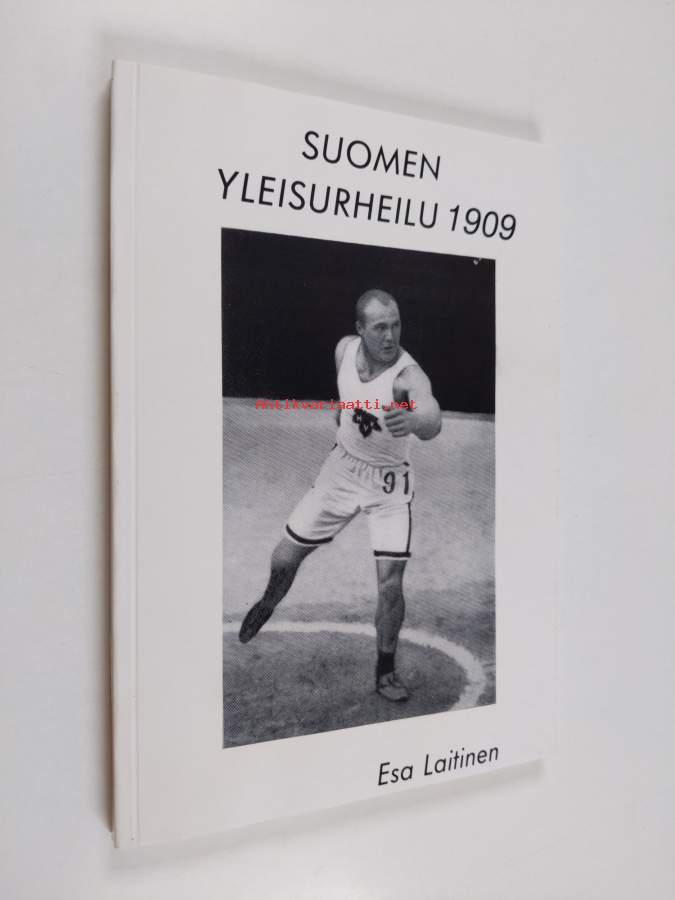 SUOMEN
YLEISURHEILU 1909
Antikvariaatti.net
91
Esa Laitinen